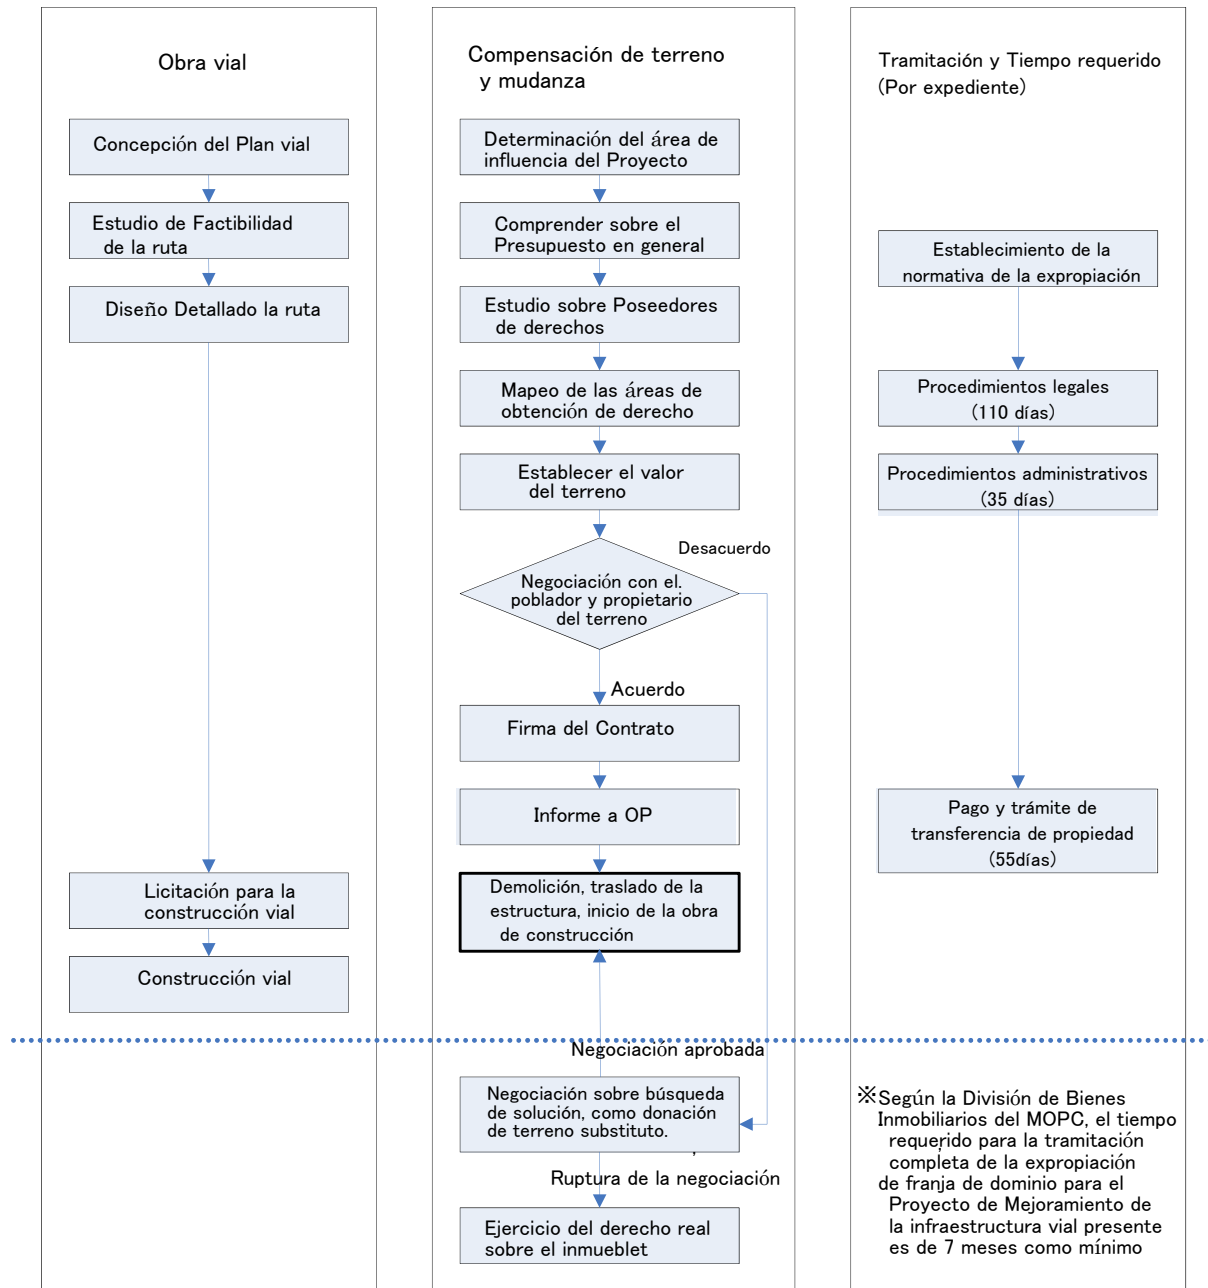 Obra vial
Concepción del Plan vial
Estudio de Factibilidad
de la ruta
Diseño Detallado la ruta
Licitación para la
construcción vial
Construcción vial
Compensación de terreno
y mudanza
Determinación del área de
influencia del Proyecto
Comprender sobre el
Presupuesto en general
Estudio sobre Poseedores
de derechos
Mapeo de las áreas de
obtención de derecho
Establecer el valor
del terreno
Desacuerdo
Negociación con el.
poblador y propietario
del terreno
Acuerdo
Firma del Contrato
Informe a OP
Demolición, traslado de la
estructura, inicio de la obra
de construcción
Negociación aprobada
Negociación sobre búsqueda
de solución, como donación
de terreno substituto.
Ruptura de la negociación
Ejercicio del derecho real
sobre el inmueblet
Tramitación y Tiempo requerido
(Por expediente)
Establecimiento de la
normativa de la expropiación
Procedimientos legales
(110 días)
Procedimientos administrativos
(35 días)
Pago y trámite de
transferencia de propiedad
(55días)
※Según la División de Bienes
Inmobiliarios del MOPC, el tiempo
requerido para la tramitación
completa de la expropiación
de franja de dominio para el
Proyecto de Mejoramiento de
la infraestructura vial presente
es de 7 meses como mínimo